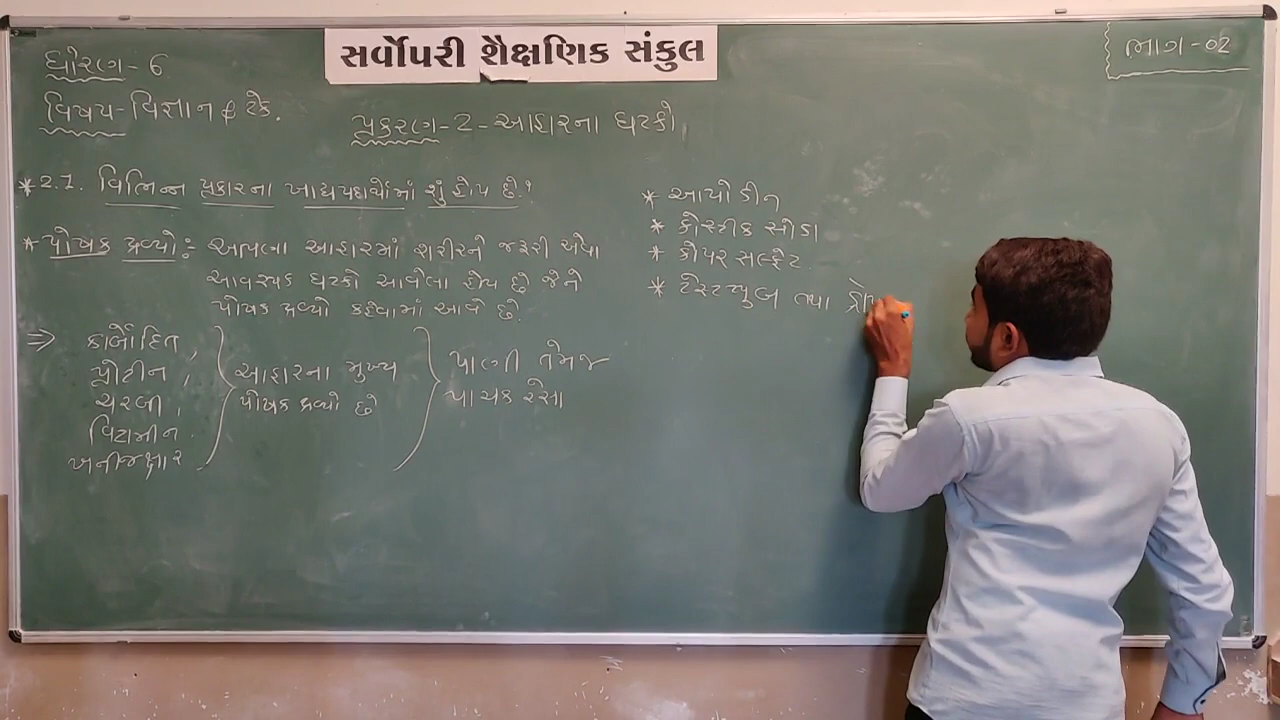 સર્વોપરી શૈક્ષણિક સંકુલ
ધોરણ - 6
ભાગ - ૦૨
વિષય - વિજ્ઞાન & ટેક.
પ્રકરણ - 2 - આહારના ઘટકો
* 2.1. વિભિન્ન પ્રકારના ખાદ્યપદાર્થોમાં શું હોય છે?
* પોષક દ્રવ્યો :- આપણા આહારમાં શરીરને જરૂરી એવા
આવશ્યક ઘટકો આવેલા હોય છે જેને
પોષક દ્રવ્યો કહેવામાં આવે છે.
⇒ કાર્બોદિત,
પ્રોટીન,
ચરબી,
વિટામીન
ખનીજક્ષાર
આહારના મુખ્ય
પોષક દ્રવ્યો છે
પાણી તેમજ
પાચક રેસા
* આયોડીન
* કોસ્ટીક સોડા
* કોપર સલ્ફેટ
* ટેસ્ટટ્યુબ તથા